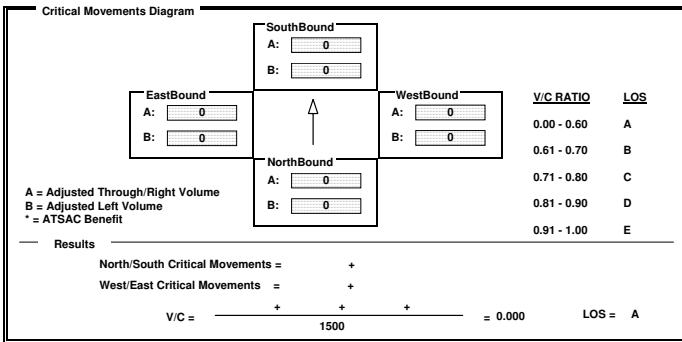 Critical Movements Diagram
SouthBound
A: 0
B: 0
EastBound
A: 0
B: 0
WestBound
A: 0
B: 0
NorthBound
A: 0
B: 0
V/C RATIO LOS
0.00 - 0.60 A
0.61 - 0.70 B
0.71 - 0.80 C
0.81 - 0.90 D
0.91 - 1.00 E
A = Adjusted Through/Right Volume
B = Adjusted Left Volume
* = ATSAC Benefit
Results
North/South Critical Movements = +
West/East Critical Movements = +
+ + +
V/C = = 0.000 LOS = A
1500